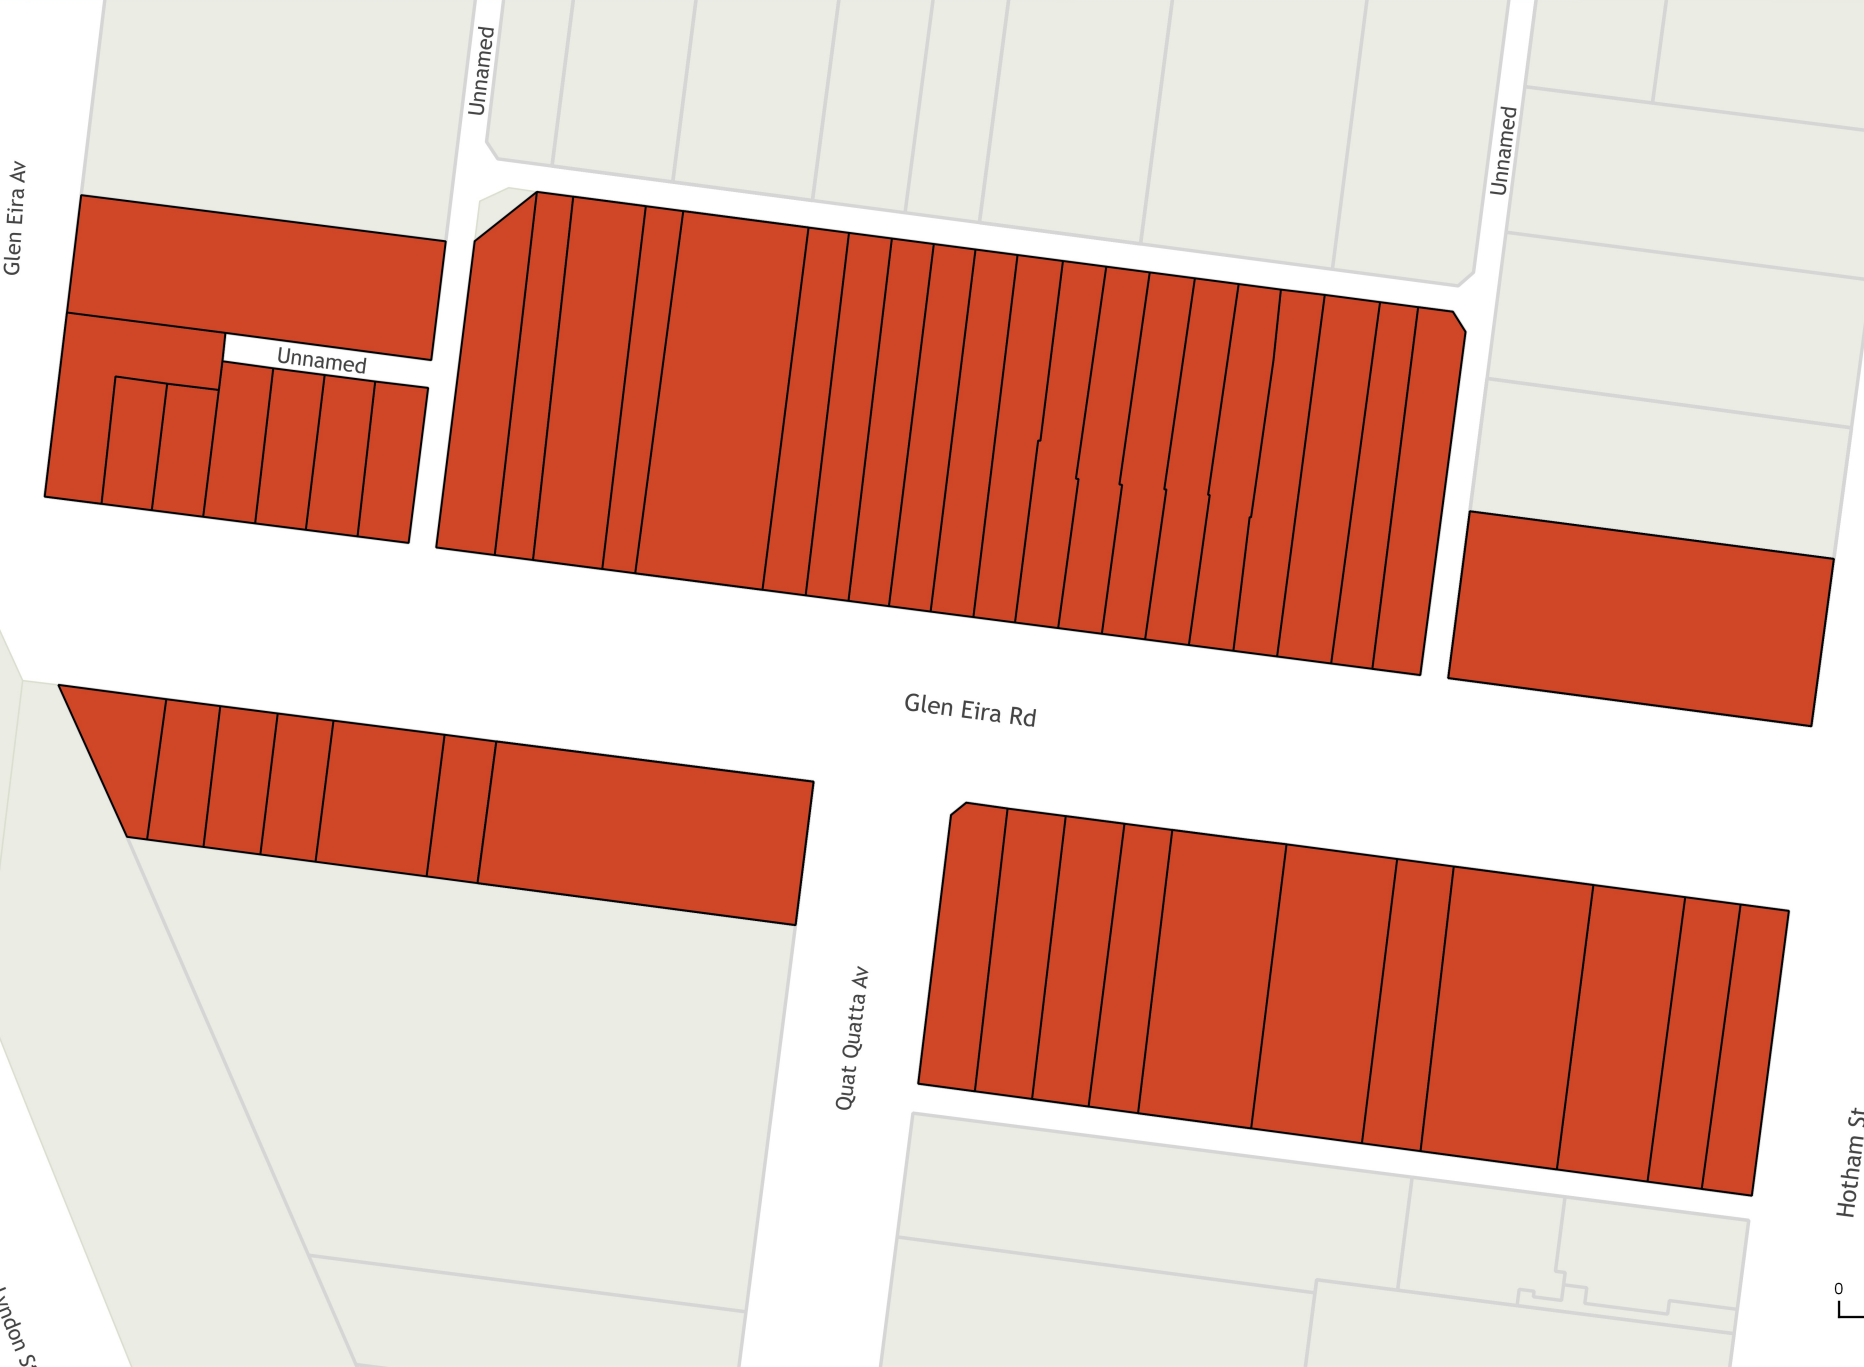 Unnamed
Unnamed
Glen Eira Av
Unnamed
Glen Eira Rd
Quat Quatta Av
Hotham St
0